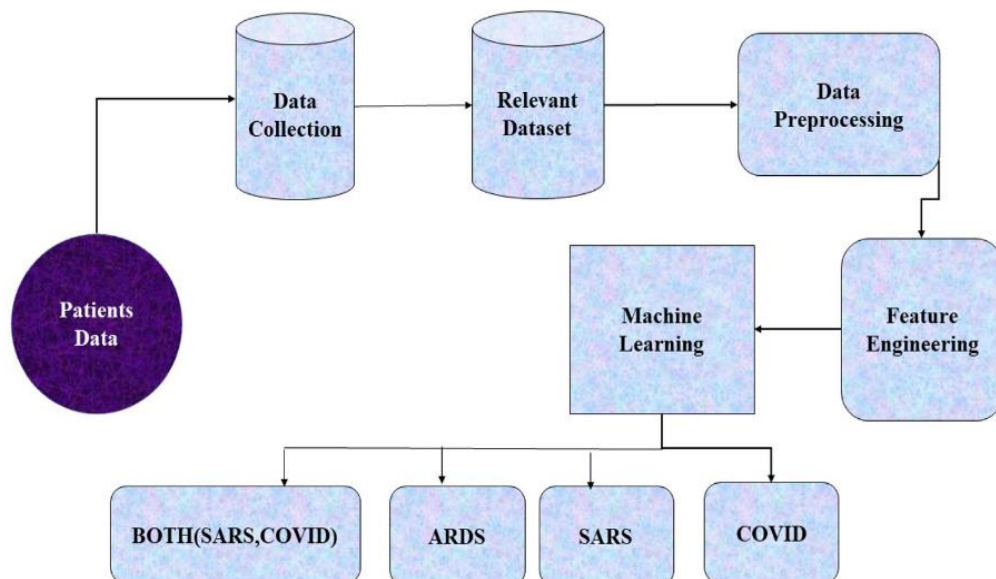 Data
Collection
Relevant
Dataset
Data
Preprocessing
Patients
Data
Machine
Learning
Feature
Engineering
BOTH(SARS,COVID)
ARDS
SARS
COVID